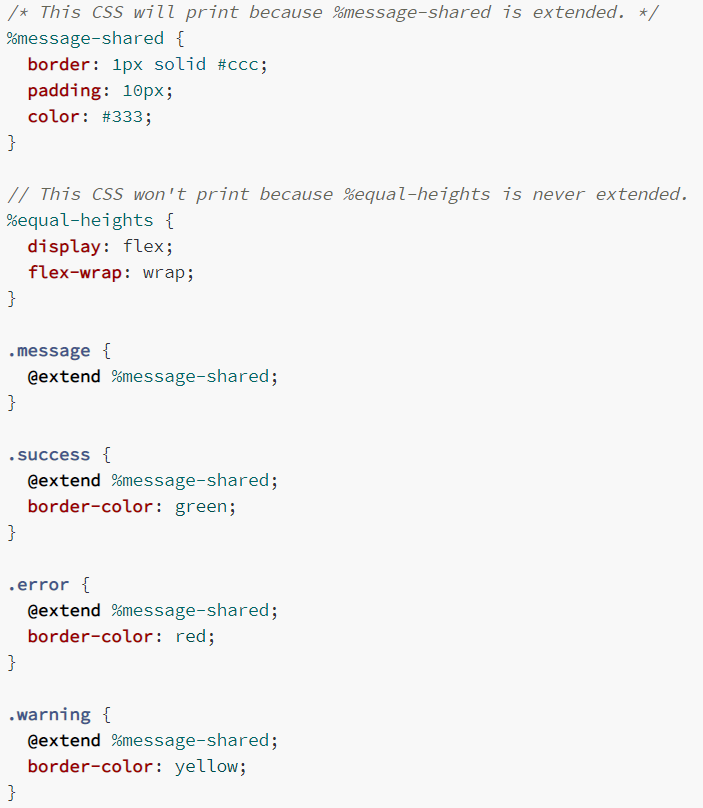 /* This CSS will print because %message-shared is extended. */
%message-shared {
  border: 1px solid #ccc;
  padding: 10px;
  color: #333;
}

// This CSS won't print because %equal-heights is never extended.
%equal-heights {
  display: flex;
  flex-wrap: wrap;
}

.message {
  @extend %message-shared;
}

.success {
  @extend %message-shared;
  border-color: green;
}

.error {
  @extend %message-shared;
  border-color: red;
}

.warning {
  @extend %message-shared;
  border-color: yellow;
}